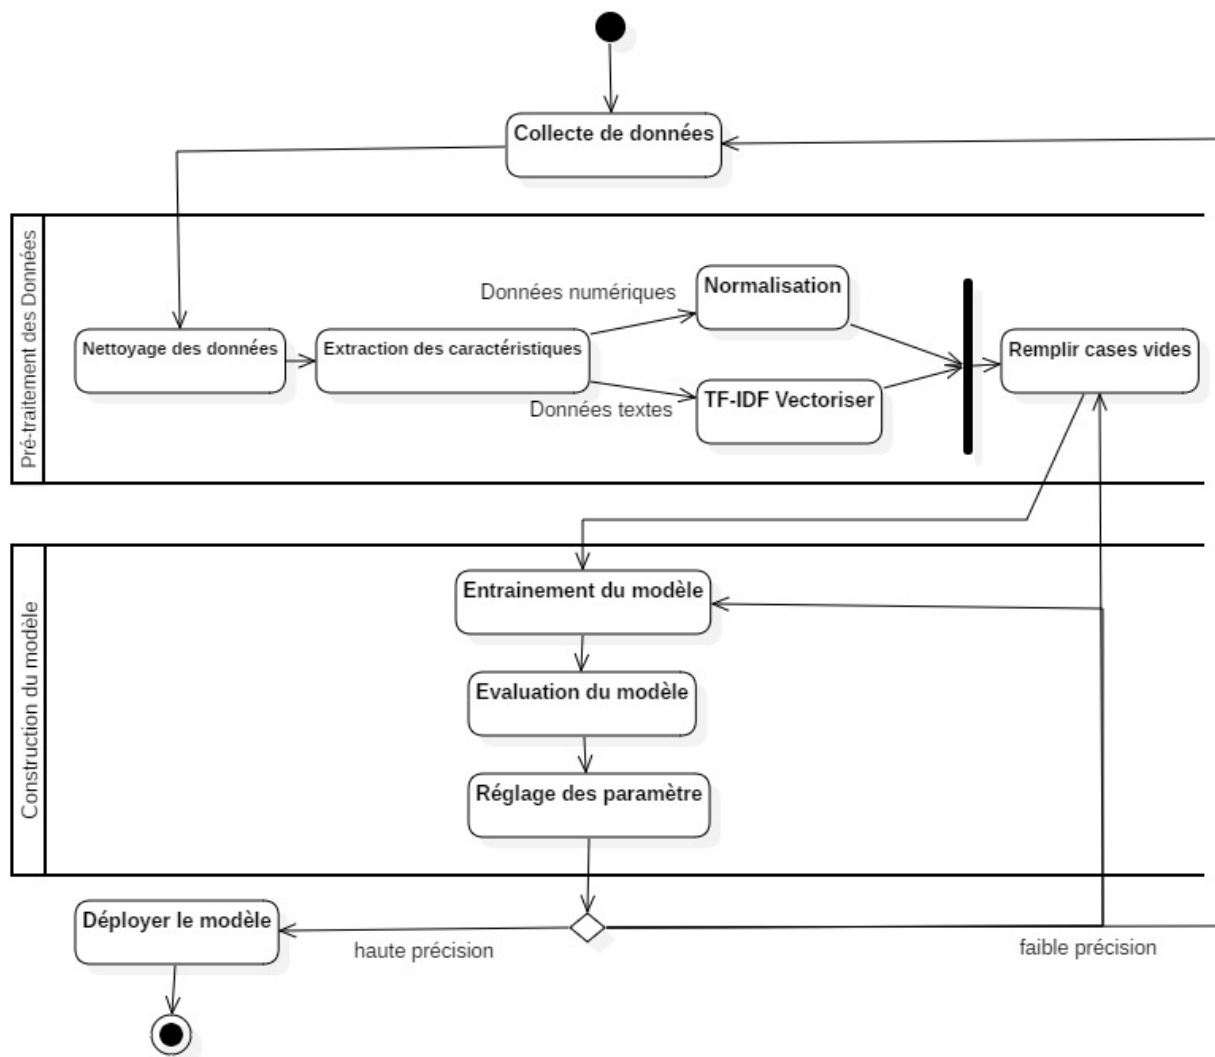 Collecte de données
Pré-traitement des Données
Données numériques
Normalisation
Nettoyage des données
Extraction des caractéristiques
Remplir cases vides
TF-IDF Vectoriser
Données textes
Construction du modèle
Entrainement du modèle
Evaluation du modèle
Réglage des paramètre
Déployer le modèle
haute précision
faible précision